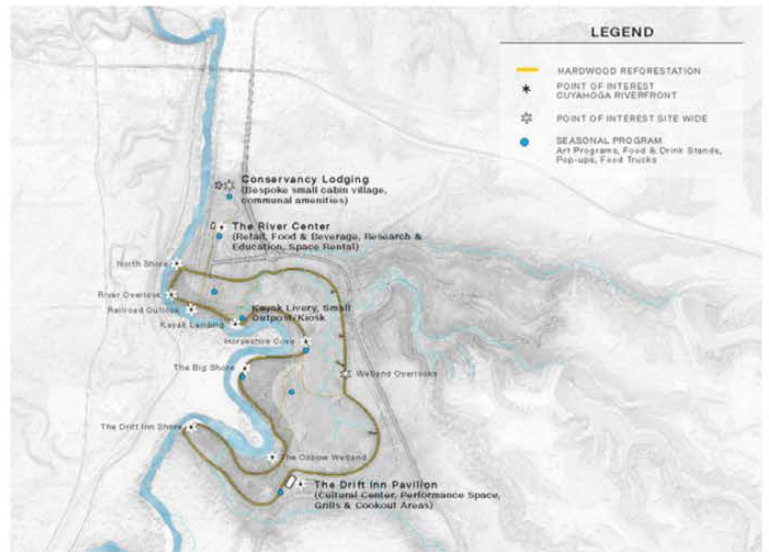 LEGEND
HARDWOOD REFORESTATION
POINT OF INTEREST
CUYAHOGA RIVERFRONT
POINT OF INTEREST SITE WIDE
SEASONAL PROGRAM
Art Programs, Food & Drink Stands,
Pop-ups, Food Trucks
Conservancy Lodging
(Bespoke small cabin village,
communal amenities)
The River Center
(Retail, Food & Beverage, Research &
Education, Space Rental)
North Shore
River Overlook
Railroad Outlook
Kayak Livery, Small
Outpost/Kiosk
Kayak Landing
Horseshoe Cove
The Big Shore
Wetland Overlooks
The Drift Inn Shore
The Oxbow Wetland
The Drift Inn Pavilion
(Cultural Center, Performance Space,
Grills & Cookout Areas)